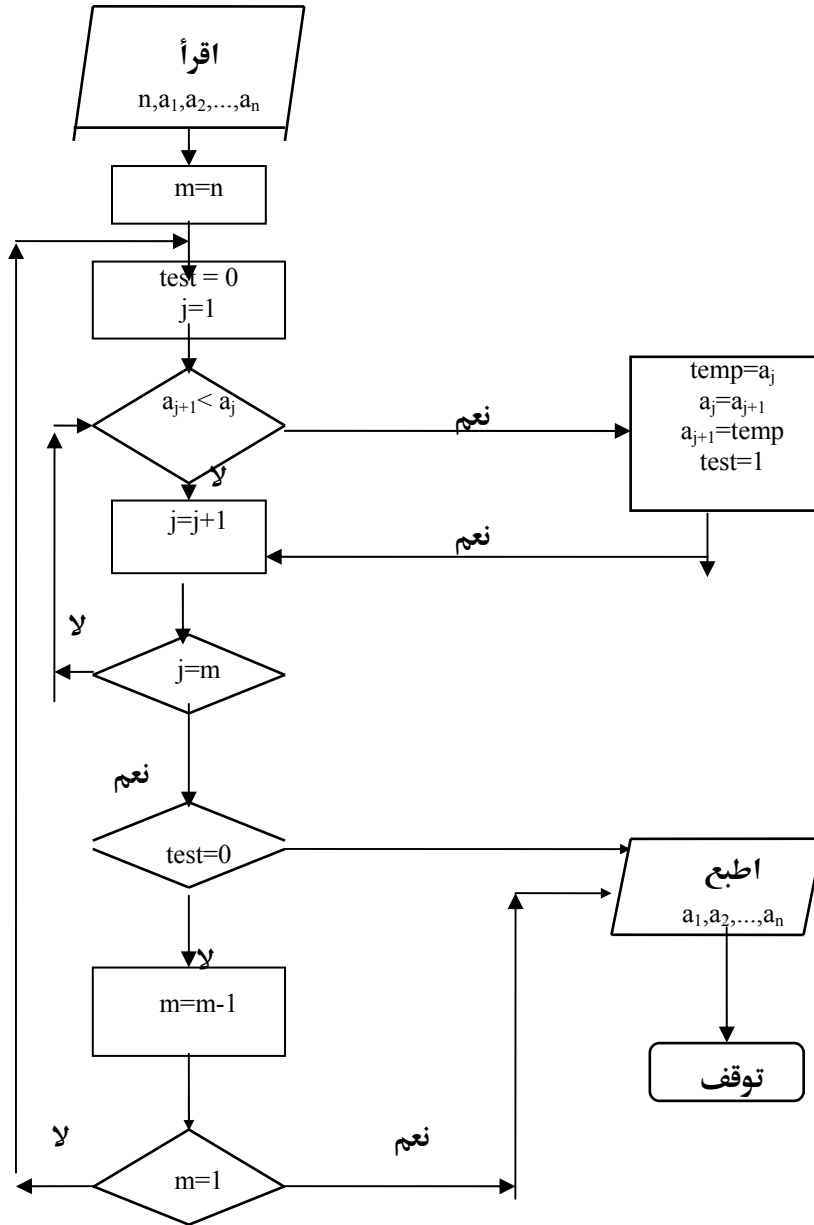 اقرأ
n,a₁,a₂,...,aₙ
m=n
test = 0
j=1
aⱼ₊₁< aⱼ
نعم
temp=aⱼ
aⱼ=aⱼ₊₁
aⱼ₊₁=temp
test=1
لا
j=j+1
نعم
لا
j=m
نعم
test=0
اطبع
a₁,a₂,...,aₙ
لا
m=m-1
توقف
لا
نعم
m=1